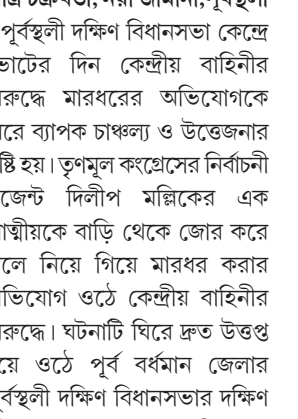 পূর্বস্থলী দক্ষিণ বিধানসভা কেন্দ্রে
ভোটের দিন কেন্দ্রীয় বাহিনীর
বিরুদ্ধে মারধরের অভিযোগকে
ঘিরে ব্যাপক চাঞ্চল্য ও উত্তেজনার
সৃষ্টি হয়। তৃণমূল কংগ্রেসের নির্বাচনী
এজেন্ট দিলীপ মল্লিকের এক
আত্মীয়কে বাড়ি থেকে জোর করে
তুলে নিয়ে গিয়ে মারধর করার
অভিযোগ ওঠে কেন্দ্রীয় বাহিনীর
বিরুদ্ধে। ঘটনাটি ঘিরে দ্রুত উত্তপ্ত
হয়ে ওঠে পূর্ব বর্ধমান জেলার
পূর্বস্থলী দক্ষিণ বিধানসভার দক্ষিণ